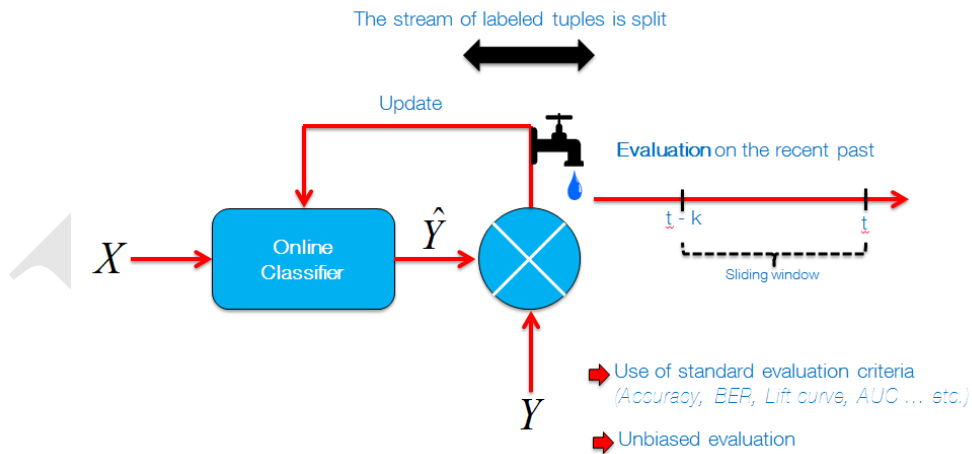 The stream of labeled tuples is split
Update
Evaluation on the recent past
t - k
t
Sliding window
X
Online
Classifier
Ŷ
Y
Use of standard evaluation criteria
(Accuracy, BER, Lift curve, AUC ... etc.)
Unbiased evaluation